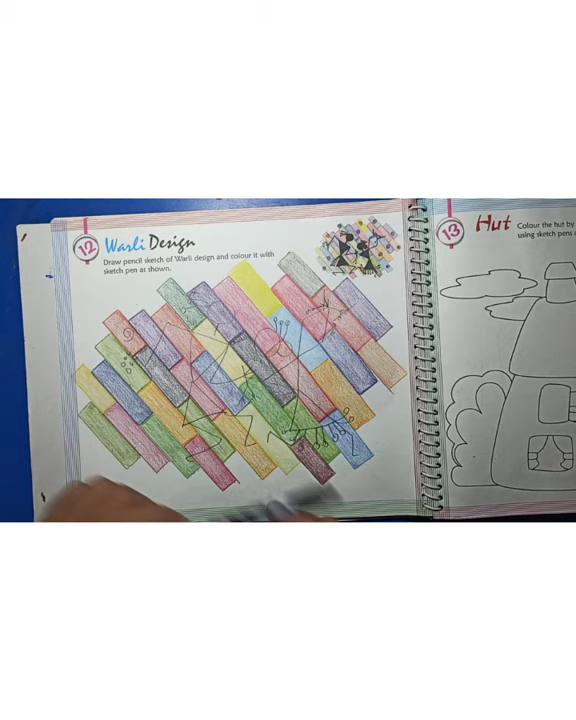 12 Warli Design
Draw pencil sketch of Warli design and colour it with
sketch pen as shown.
13 Hut
Colour the hut by
using sketch pens